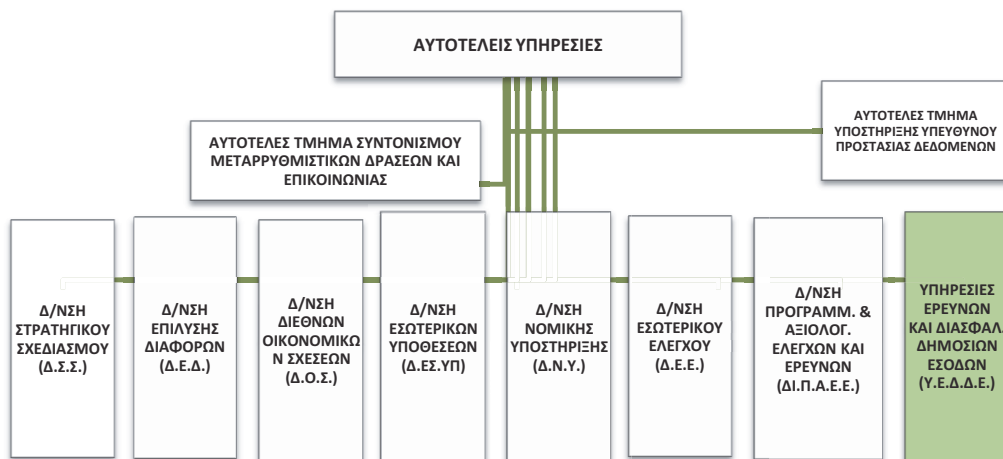 ΑΥΤΟΤΕΛΕΙΣ ΥΠΗΡΕΣΙΕΣ
ΑΥΤΟΤΕΛΕΣ ΤΜΗΜΑ ΣΥΝΤΟΝΙΣΜΟΥ
ΜΕΤΑΡΡΥΘΜΙΣΤΙΚΩΝ ΔΡΑΣΕΩΝ ΚΑΙ
ΕΠΙΚΟΙΝΩΝΙΑΣ
ΑΥΤΟΤΕΛΕΣ ΤΜΗΜΑ
ΥΠΟΣΤΗΡΙΞΗΣ ΥΠΕΥΘΥΝΟΥ
ΠΡΟΣΤΑΣΙΑΣ ΔΕΔΟΜΕΝΩΝ
Δ/ΝΣΗ
ΣΤΡΑΤΗΓΙΚΟΥ
ΣΧΕΔΙΑΣΜΟΥ
(Δ.Σ.Σ.)
Δ/ΝΣΗ
ΕΠΙΛΥΣΗΣ
ΔΙΑΦΟΡΩΝ
(Δ.Ε.Δ.)
Δ/ΝΣΗ
ΔΙΕΘΝΩΝ
ΟΙΚΟΝΟΜΙΚΩ
Ν ΣΧΕΣΕΩΝ
(Δ.Ο.Σ.)
Δ/ΝΣΗ
ΕΣΩΤΕΡΙΚΩΝ
ΥΠΟΘΕΣΕΩΝ
(Δ.ΕΣ.ΥΠ)
Δ/ΝΣΗ
ΝΟΜΙΚΗΣ
ΥΠΟΣΤΗΡΙΞΗΣ
(Δ.Ν.Υ.)
Δ/ΝΣΗ
ΕΣΩΤΕΡΙΚΟΥ
ΕΛΕΓΧΟΥ
(Δ.Ε.Ε.)
Δ/ΝΣΗ
ΠΡΟΓΡΑΜΜ. &
ΑΞΙΟΛΟΓ.
ΕΛΕΓΧΩΝ ΚΑΙ
ΕΡΕΥΝΩΝ
(ΔΙ.Π.Α.Ε.Ε.)
ΥΠΗΡΕΣΙΕΣ
ΕΡΕΥΝΩΝ
ΚΑΙ ΔΙΑΣΦΑΛ.
ΔΗΜΟΣΙΩΝ
ΕΣΟΔΩΝ
(Υ.Ε.Δ.Δ.Ε.)